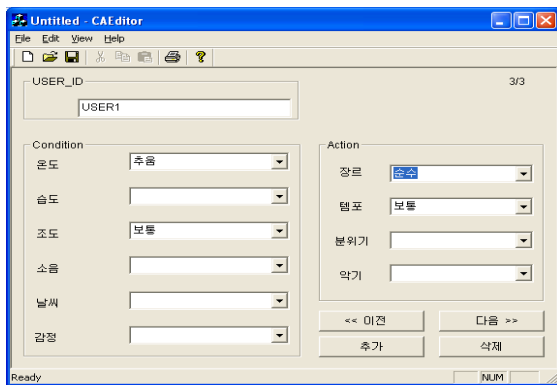 Untitled - CAEditor
File Edit View Help
USER_ID
3/3
USER1
Condition
온도 추움
습도
조도 보통
소음
날씨
감정
Action
장르 순수
템포 보통
분위기
악기
<< 이전 다음 >>
추가 삭제
Ready NUM